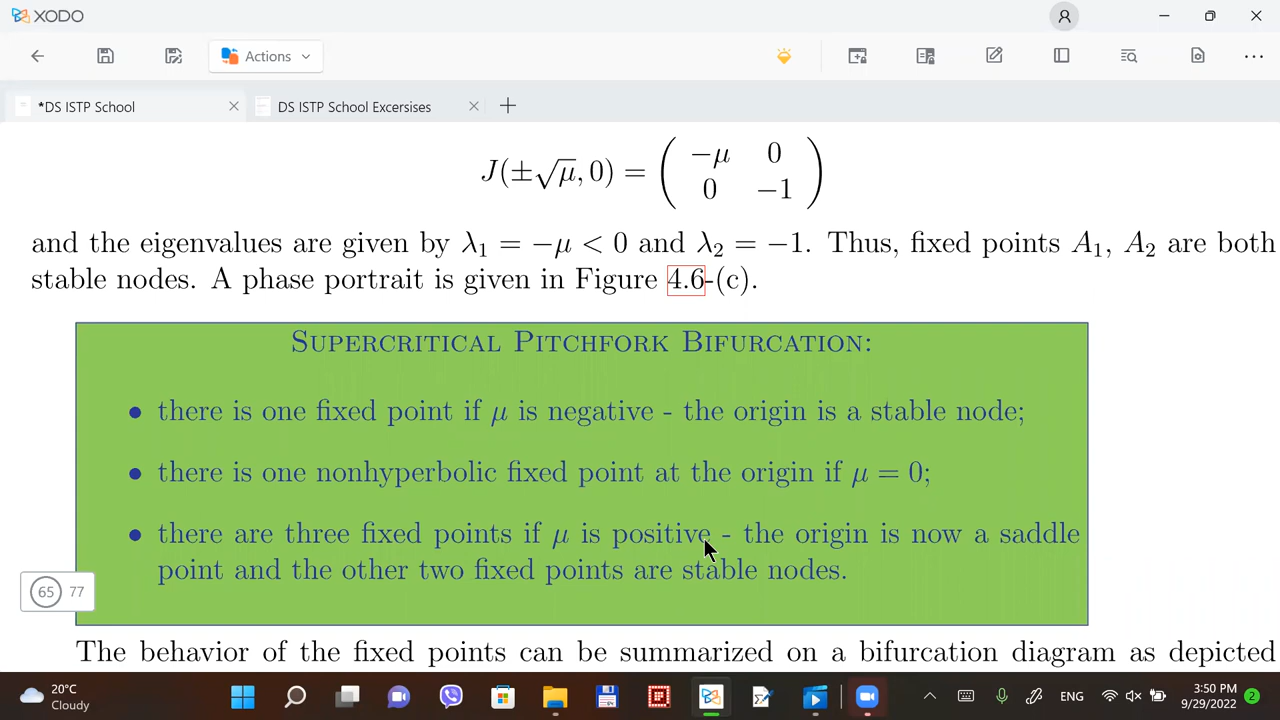 XODO
Actions
*DS ISTP School
DS ISTP School Excersises
J(±√μ, 0) = ( −μ 0
0 −1 )
and the eigenvalues are given by λ₁ = −μ < 0 and λ₂ = −1. Thus, fixed points A₁, A₂ are both
stable nodes. A phase portrait is given in Figure 4.6-(c).
Supercritical Pitchfork Bifurcation:
• there is one fixed point if μ is negative - the origin is a stable node;
• there is one nonhyperbolic fixed point at the origin if μ = 0;
• there are three fixed points if μ is positive - the origin is now a saddle
point and the other two fixed points are stable nodes.
65 77
The behavior of the fixed points can be summarized on a bifurcation diagram as depicted
20°C
Cloudy
ENG
3:50 PM
9/29/2022
2